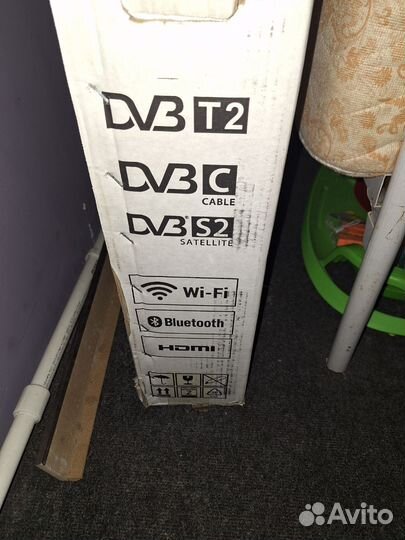 DVB T2
DVB C
CABLE
DVB S2
SATELLITE
Wi-Fi
Bluetooth
HDMI
Avito